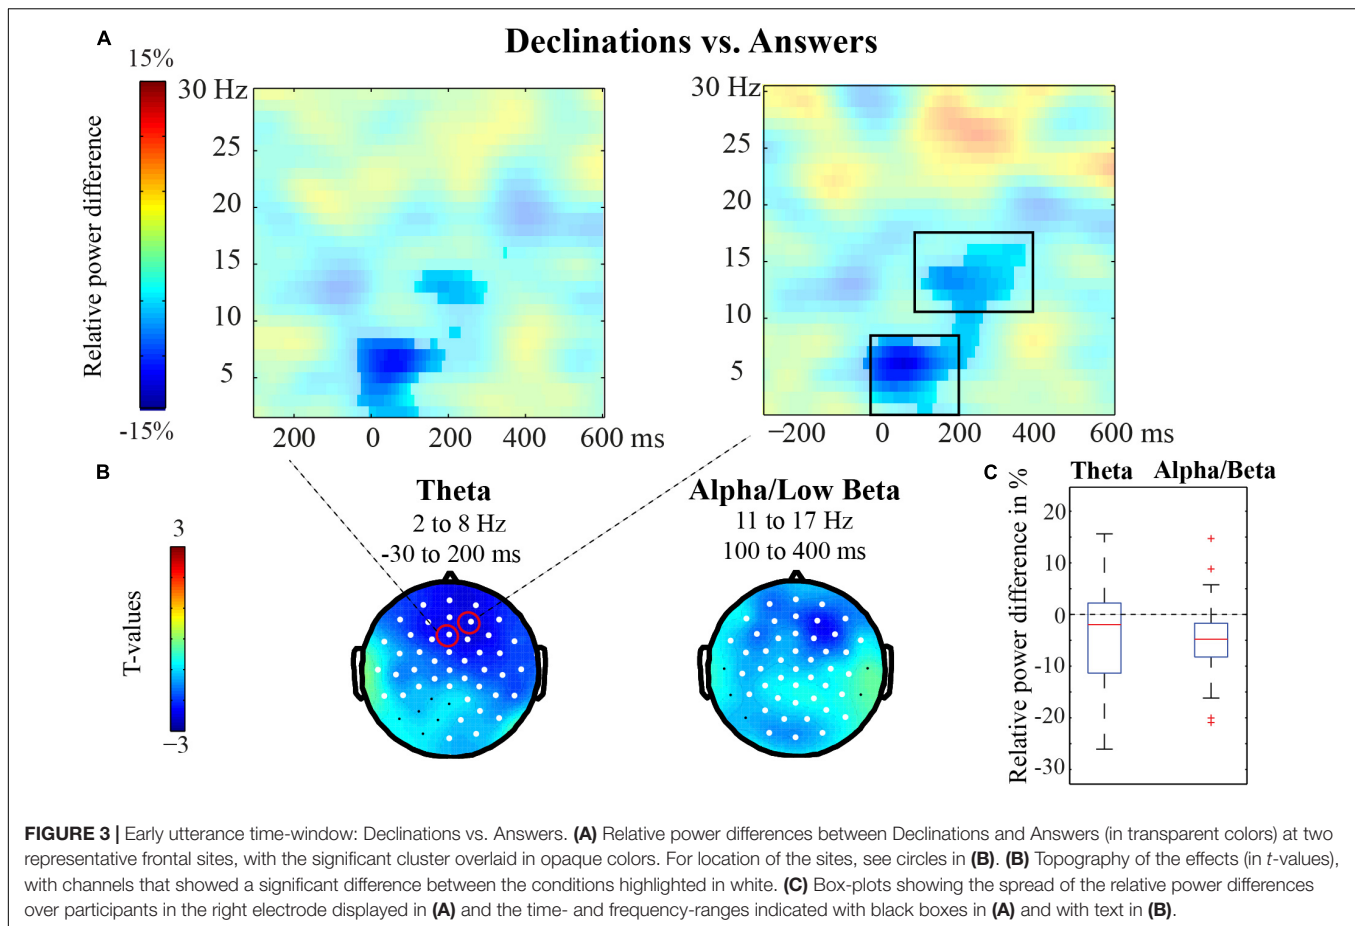 Declinations vs. Answers
A
15%
Relative power difference
-15%
30 Hz
25
20
15
10
5
200 0 200 400 600 ms
30 Hz
25
20
15
10
5
−200 0 200 400 600 ms
B
3
T-values
−3
Theta
2 to 8 Hz
-30 to 200 ms
Alpha/Low Beta
11 to 17 Hz
100 to 400 ms
C
Theta Alpha/Beta
Relative power difference in %
20
10
0
-10
-20
-30
FIGURE 3 | Early utterance time-window: Declinations vs. Answers. (A) Relative power differences between Declinations and Answers (in transparent colors) at two
representative frontal sites, with the significant cluster overlaid in opaque colors. For location of the sites, see circles in (B). (B) Topography of the effects (in t-values),
with channels that showed a significant difference between the conditions highlighted in white. (C) Box-plots showing the spread of the relative power differences
over participants in the right electrode displayed in (A) and the time- and frequency-ranges indicated with black boxes in (A) and with text in (B).